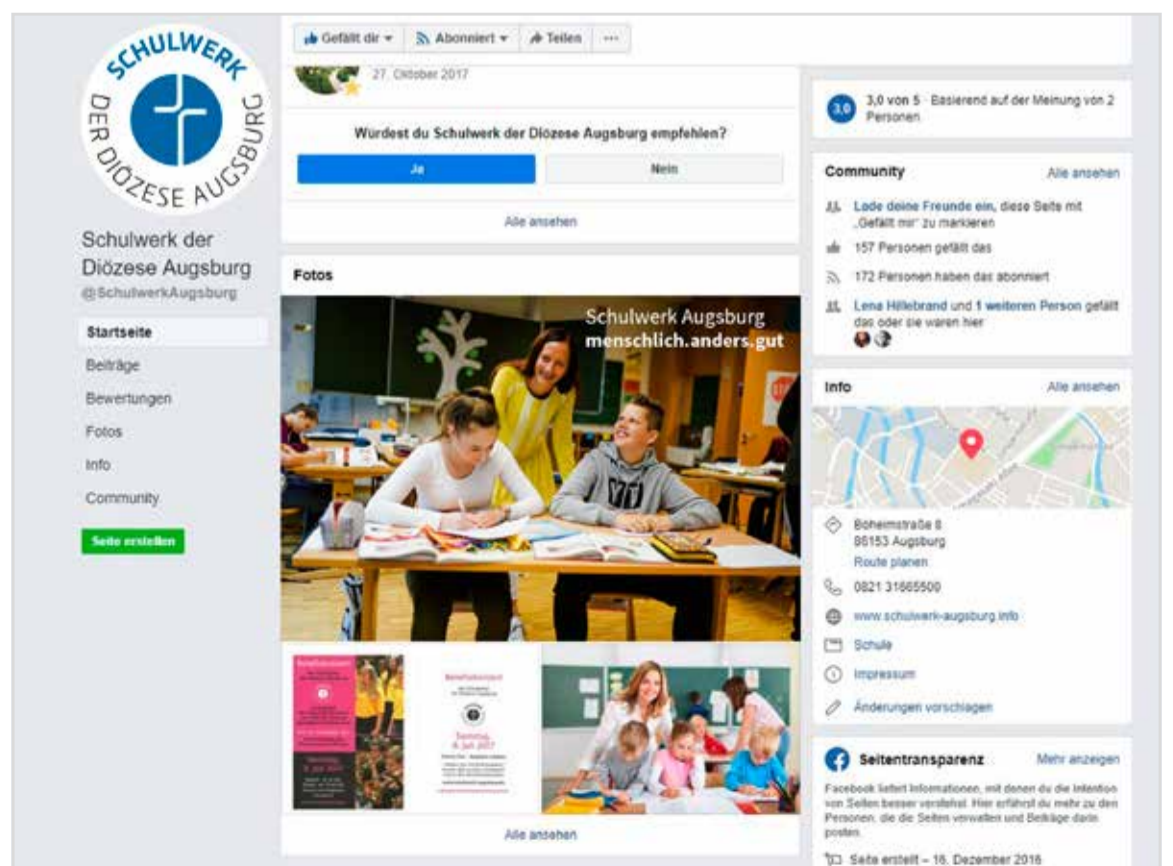 SCHULWERK
DER DIÖZESE AUGSBURG
Schulwerk der
Diözese Augsburg
@SchulwerkAugsburg
Startseite
Beiträge
Bewertungen
Fotos
Info
Community
Seite erstellen
Gefällt dir
Abonniert
Teilen
27. Oktober 2017
Würdest du Schulwerk der Diözese Augsburg empfehlen?
Ja
Nein
Alle ansehen
Fotos
Schulwerk Augsburg
menschlich.anders.gut
Benefizkonzert
Samstag,
8. Juli 2017
Alle ansehen
3,0
3,0 von 5 · Basierend auf der Meinung von 2
Personen
Community
Alle ansehen
Lade deine Freunde ein, diese Seite mit
„Gefällt mir“ zu markieren
157 Personen gefällt das
172 Personen haben das abonniert
Lena Hillebrand und 1 weiteren Person gefällt
das oder sie waren hier
Info
Alle ansehen
Boheimstraße 8
86153 Augsburg
Route planen
0821 31665500
www.schulwerk-augsburg.info
Schule
Impressum
Änderungen vorschlagen
Seitentransparenz
Mehr anzeigen
Facebook liefert Informationen, mit denen du die Intention
von Seiten besser verstehst. Hier erfährst du mehr zu den
Personen, die die Seiten verwalten und Beiträge darin
posten.
Seite erstellt – 16. Dezember 2016